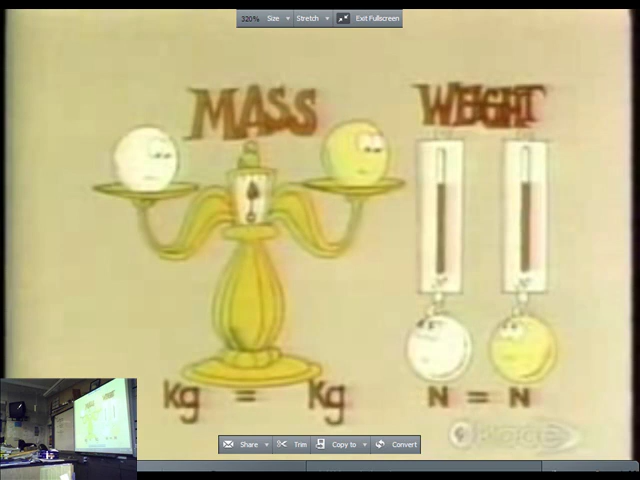 320% Size Stretch Exit Fullscreen
MASS WEIGHT
kg = kg N = N
Share Trim Copy to Convert